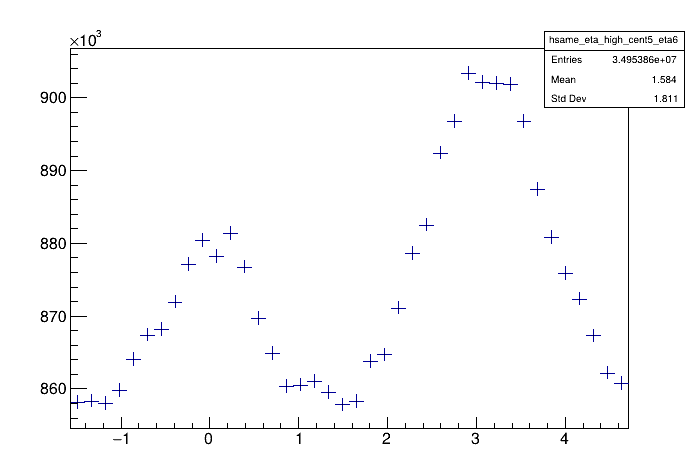 ×10³
hsame_eta_high_cent5_eta6
Entries 3.495386e+07
Mean 1.584
Std Dev 1.811
900
890
880
870
860
−1 0 1 2 3 4